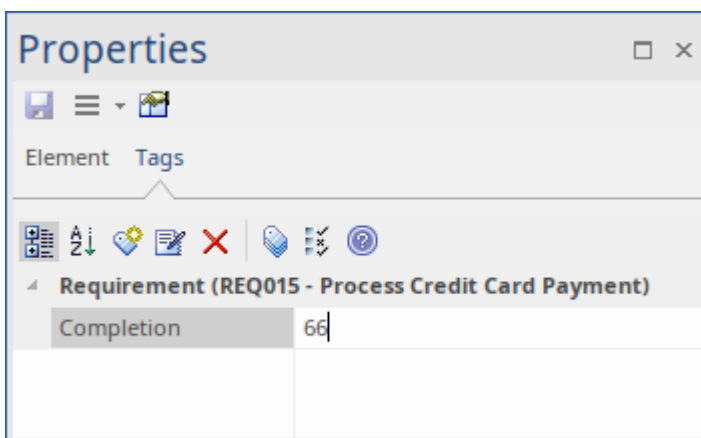 Properties
Element Tags
Requirement (REQ015 - Process Credit Card Payment)
Completion 66